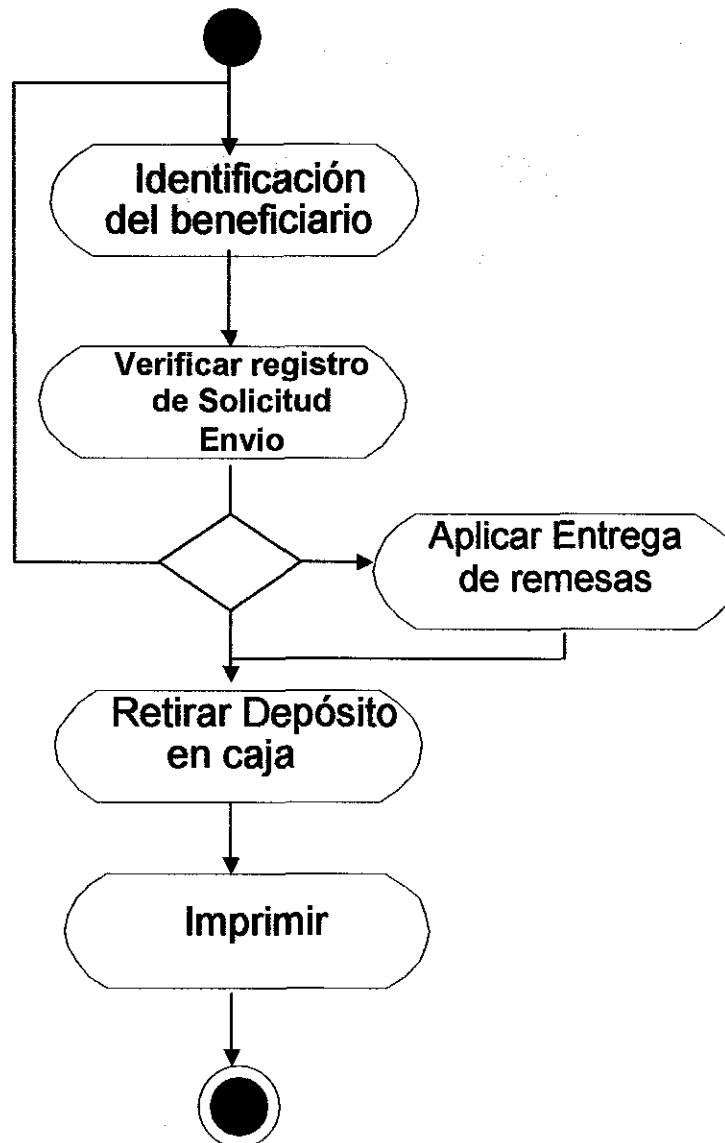 Identificación
del beneficiario
Verificar registro
de Solicitud
Envio
Aplicar Entrega
de remesas
Retirar Depósito
en caja
Imprimir